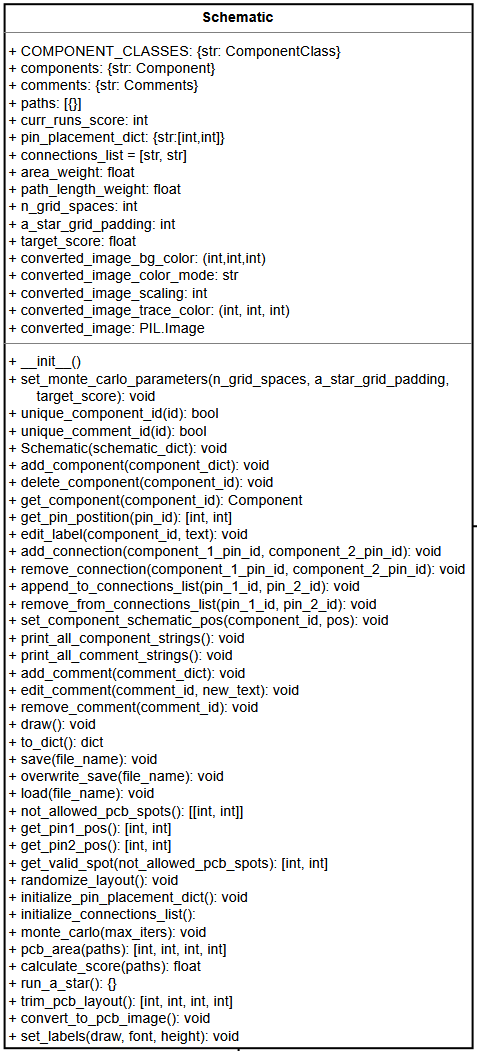 Schematic
+ COMPONENT_CLASSES: {str: ComponentClass}
+ components: {str: Component}
+ comments: {str: Comments}
+ paths: [{}]
+ curr_runs_score: int
+ pin_placement_dict: {str:[int,int]}
+ connections_list = [str, str]
+ area_weight: float
+ path_length_weight: float
+ n_grid_spaces: int
+ a_star_grid_padding: int
+ target_score: float
+ converted_image_bg_color: (int,int,int)
+ converted_image_color_mode: str
+ converted_image_scaling: int
+ converted_image_trace_color: (int, int, int)
+ converted_image: PIL.Image
+ __init__()
+ set_monte_carlo_parameters(n_grid_spaces, a_star_grid_padding,
target_score): void
+ unique_component_id(id): bool
+ unique_comment_id(id): bool
+ Schematic(schematic_dict): void
+ add_component(component_dict): void
+ delete_component(component_id): void
+ get_component(component_id): Component
+ get_pin_postition(pin_id): [int, int]
+ edit_label(component_id, text): void
+ add_connection(component_1_pin_id, component_2_pin_id): void
+ remove_connection(component_1_pin_id, component_2_pin_id): void
+ append_to_connections_list(pin_1_id, pin_2_id): void
+ remove_from_connections_list(pin_1_id, pin_2_id): void
+ set_component_schematic_pos(component_id, pos): void
+ print_all_component_strings(): void
+ print_all_comment_strings(): void
+ add_comment(comment_dict): void
+ edit_comment(comment_id, new_text): void
+ remove_comment(comment_id): void
+ draw(): void
+ to_dict(): dict
+ save(file_name): void
+ overwrite_save(file_name): void
+ load(file_name): void
+ not_allowed_pcb_spots(): [[int, int]]
+ get_pin1_pos(): [int, int]
+ get_pin2_pos(): [int, int]
+ get_valid_spot(not_allowed_pcb_spots): [int, int]
+ randomize_layout(): void
+ initialize_pin_placement_dict(): void
+ initialize_connections_list():
+ monte_carlo(max_iters): void
+ pcb_area(paths): [int, int, int, int]
+ calculate_score(paths): float
+ run_a_star(): {}
+ trim_pcb_layout(): [int, int, int, int]
+ convert_to_pcb_image(): void
+ set_labels(draw, font, height): void